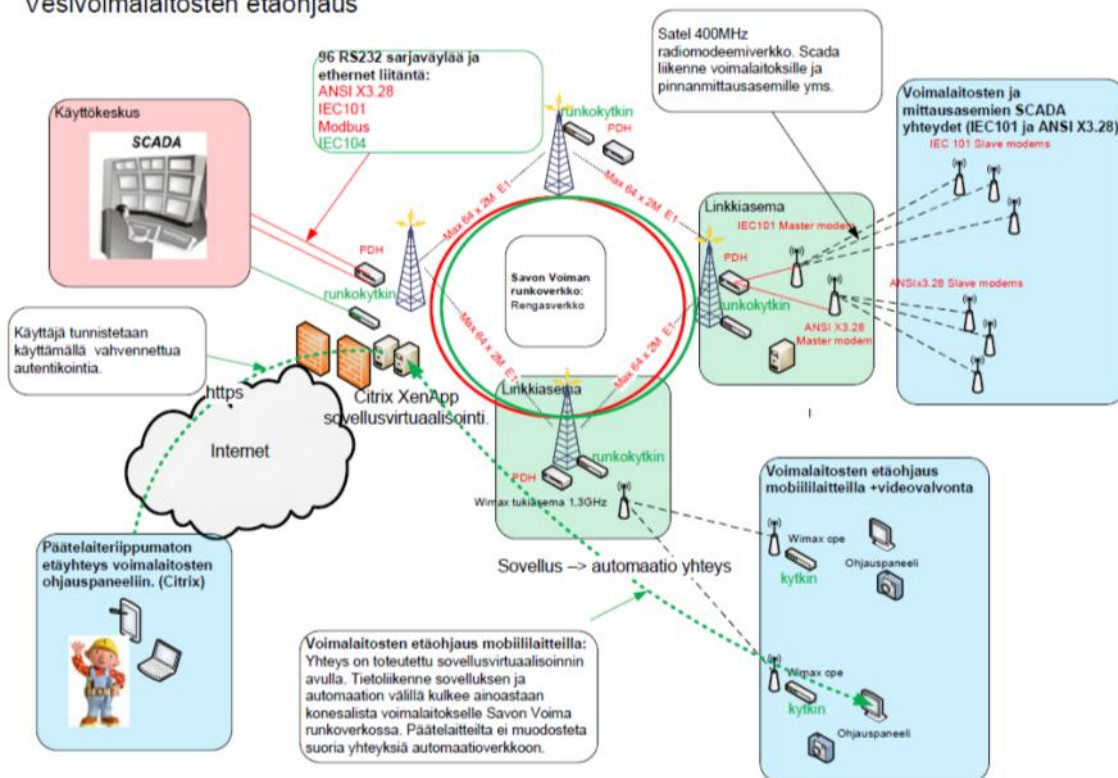 Vesivoimalaitosten etäohjaus
96 RS232 sarjaväylää ja
ethernet liitäntä:
ANSI X3.28
IEC101
Modbus
IEC104
Satel 400MHz
radiomodeemiverkko. Scada
liikenne voimalaitoksille ja
pinnanmittausasemille yms.
Käyttökeskus
SCADA
runkokytkin
PDH
Voimalaitosten ja
mittausasemien SCADA
yhteydet (IEC101 ja ANSI X3.28)
IEC 101 Slave modems
Max 64 x 2M E1
Max 64 x 2M E1
Linkkiasema
IEC101 Master modem
PDH
runkokytkin
ANSI X3.28
Master modem
ANSIx3.28 Slave modems
PDH
runkokytkin
Savon Voiman
runkoverkko:
Rengasverkko
Käyttäjä tunnistetaan
käyttämällä vahvennettua
autentikointia.
Max 64 x 2M E1
Max 64 x 2M E1
https
Citrix XenApp
sovellusvirtuaalisointi.
Internet
Linkkiasema
runkokytkin
PDH
Wimax tukiasema 1,3GHz
Voimalaitosten etäohjaus
mobiililaitteilla +videovalvonta
Wimax cpe
kytkin
Ohjauspaneeli
Päätelaiteriippumaton
etäyhteys voimalaitosten
ohjauspaneeliin. (Citrix)
Sovellus –> automaatio yhteys
Voimalaitosten etäohjaus mobiililaitteilla:
Yhteys on toteutettu sovellusvirtuaalisoinnin
avulla. Tietoliikenne sovelluksen ja
automaation välillä kulkee ainoastaan
konesalista voimalaitokselle Savon Voima
runkoverkossa. Päätelaitteilta ei muodosteta
suoria yhteyksiä automaatioverkkoon.
Wimax cpe
kytkin
Ohjauspaneeli